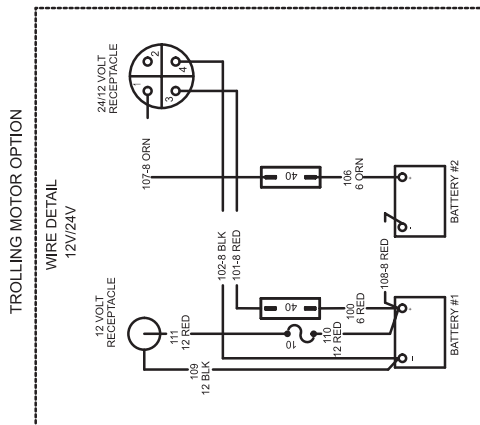 TROLLING MOTOR OPTION
WIRE DETAIL
12V/24V
24/12 VOLT
RECEPTACLE
1
2
3
4
107-8 ORN
40
106
6 ORN
BATTERY #2
102-8 BLK
101-8 RED
108-8 RED
12 VOLT
RECEPTACLE
111
12 RED
10
110
12 RED
40
100
6 RED
109
12 BLK
BATTERY #1